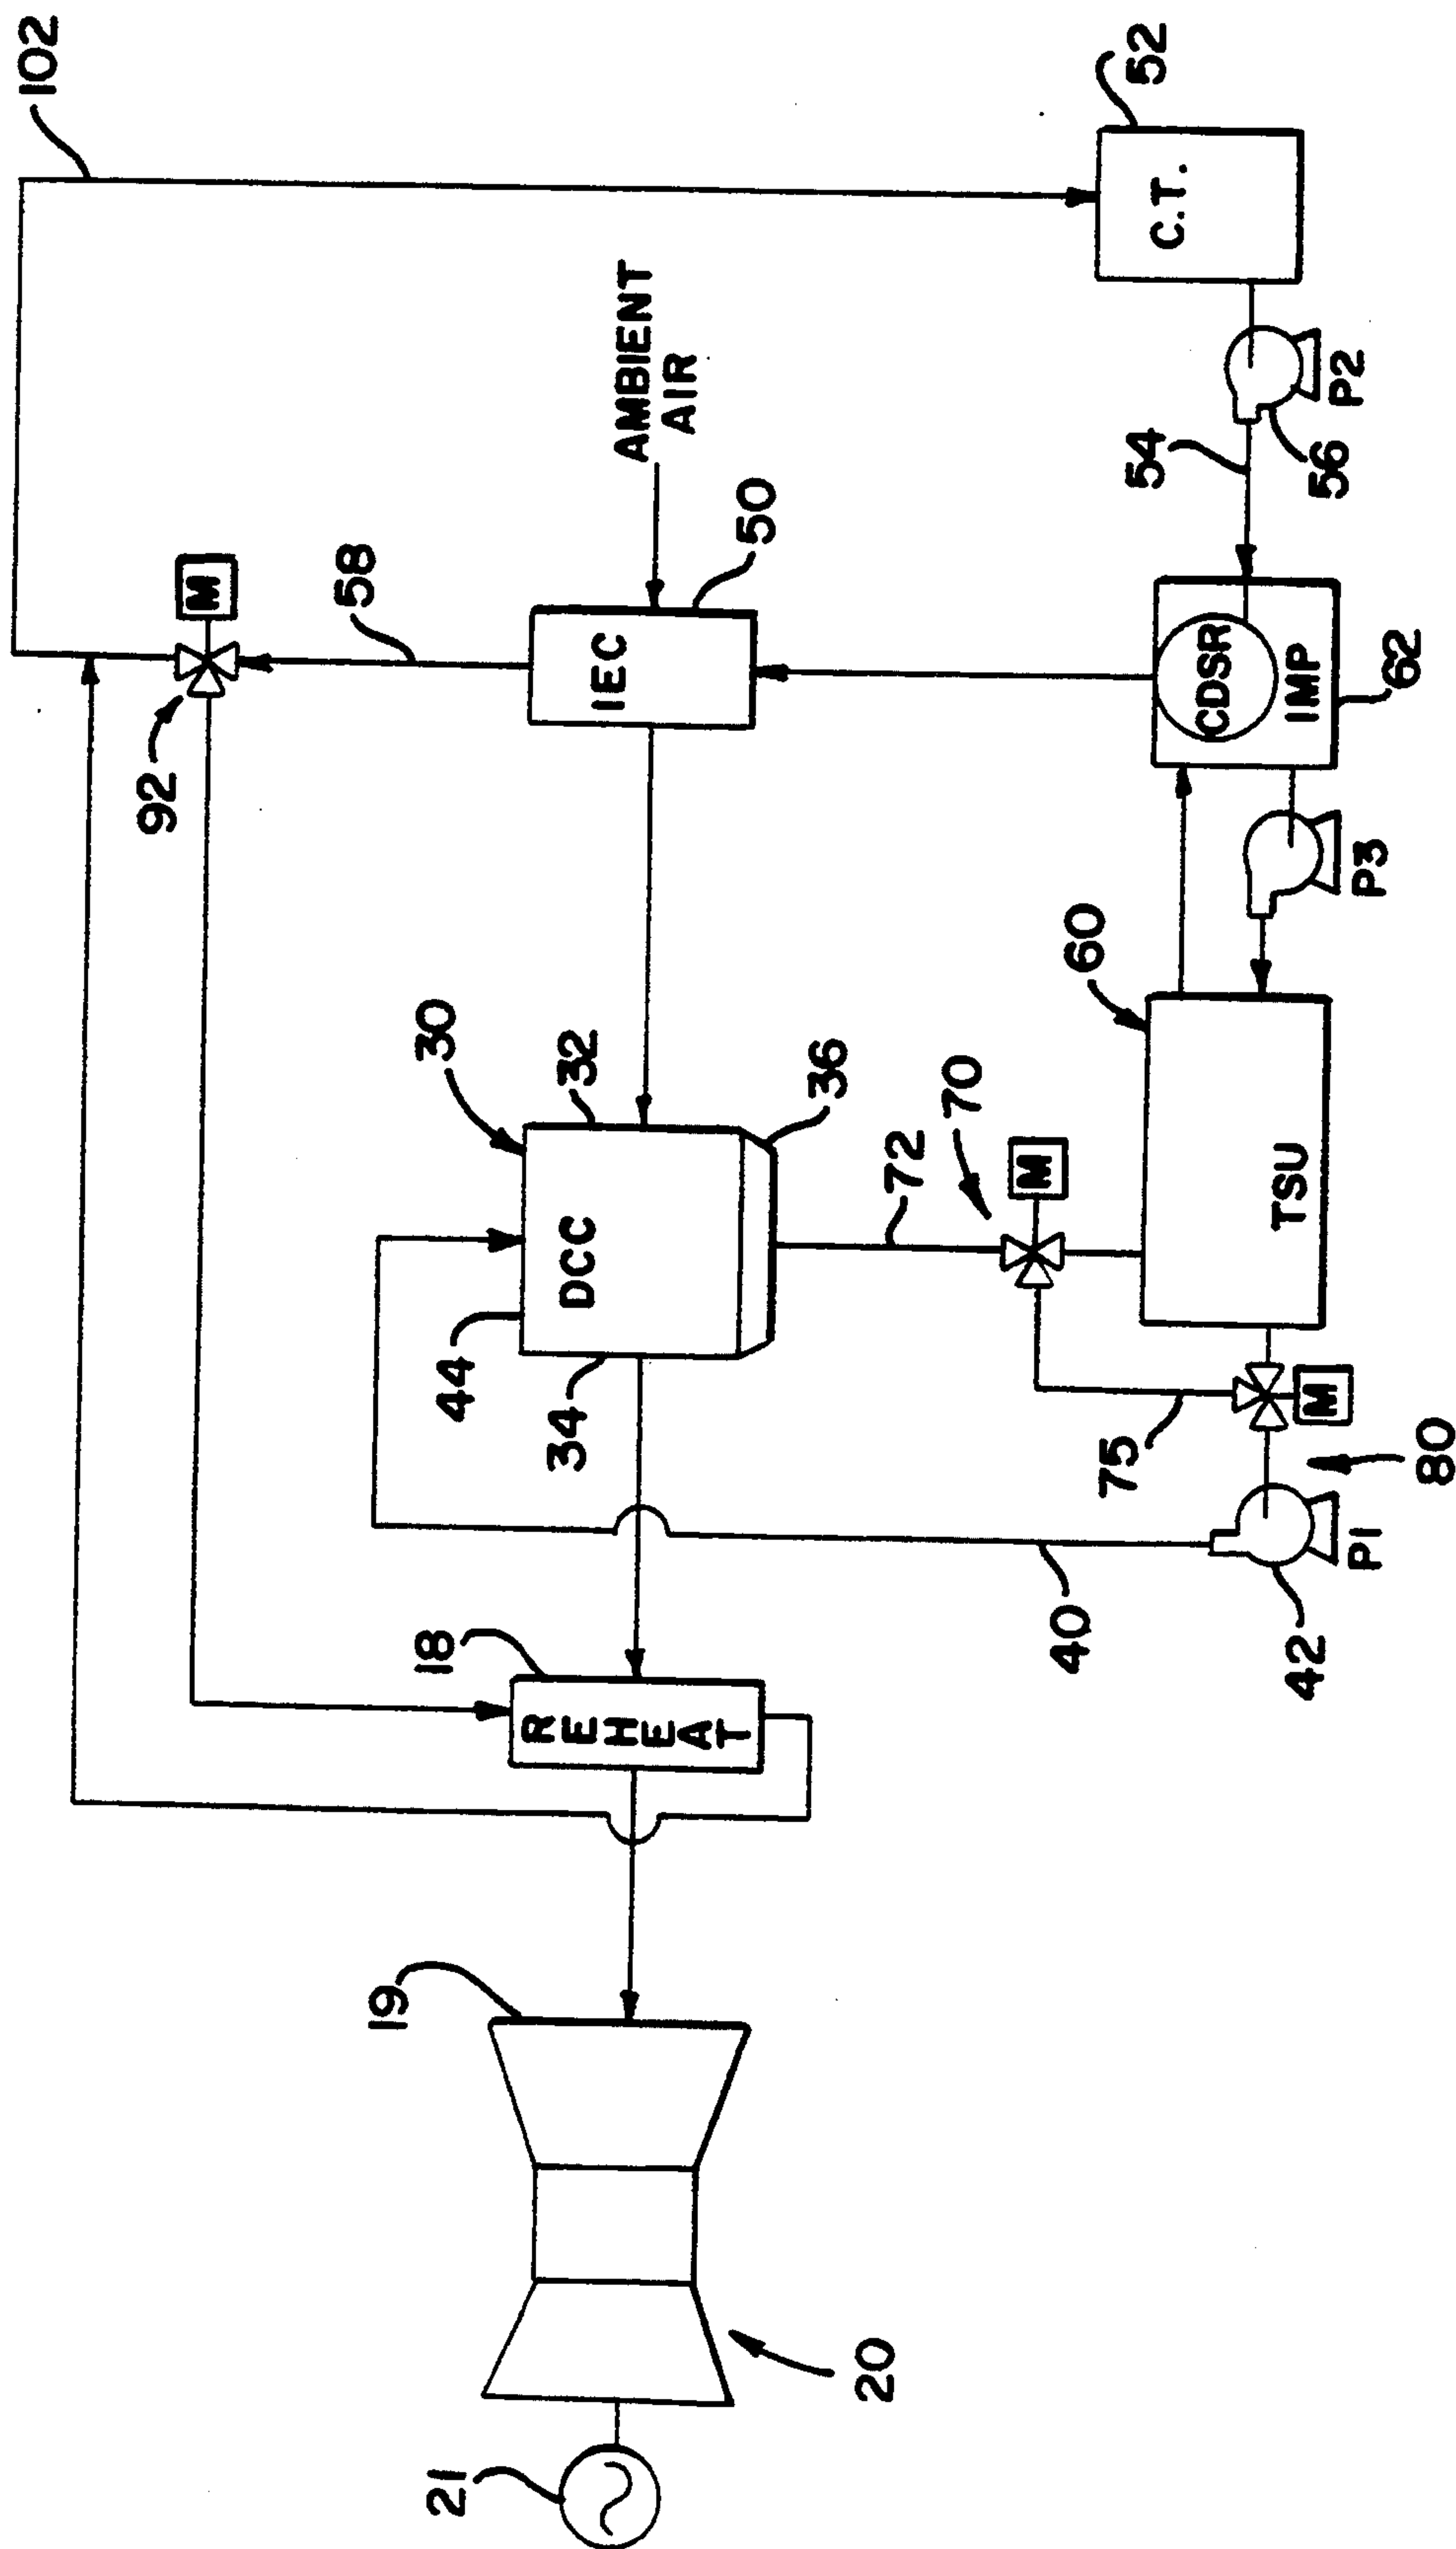 102
52
C.T.
P2
56
54
AMBIENT
AIR
50
IEC
58
M
92
CDSR
IMP
62
P3
60
TSU
30
32
36
DCC
44
34
72
70
M
75
M
80
P1
42
40
18
REHEAT
19
20
21